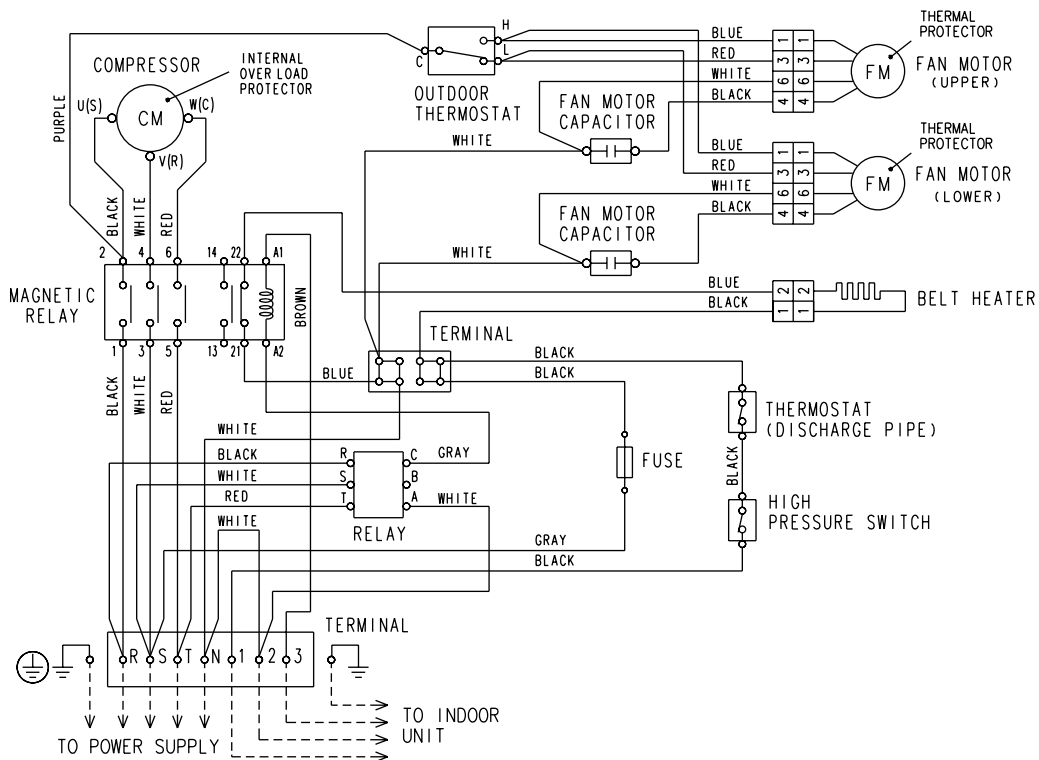 THERMAL
PROTECTOR
H
BLUE
1 1
COMPRESSOR
INTERNAL
OVER LOAD
PROTECTOR
C
L
RED
3 3
FM
FAN MOTOR
(UPPER)
WHITE
6 6
BLACK
4 4
OUTDOOR
THERMOSTAT
FAN MOTOR
CAPACITOR
U(S)
CM
W(C)
V(R)
PURPLE
WHITE
THERMAL
PROTECTOR
BLUE
1 1
RED
3 3
FM
FAN MOTOR
(LOWER)
WHITE
6 6
BLACK
4 4
FAN MOTOR
CAPACITOR
BLACK
WHITE
RED
WHITE
2 4 6 14 22 A1
MAGNETIC
RELAY
BROWN
BLUE
2 2
BLACK
1 1
BELT HEATER
1 3 5 13 21 A2
TERMINAL
BLACK
WHITE
RED
BLUE
BLACK
BLACK
THERMOSTAT
(DISCHARGE PIPE)
WHITE
BLACK
R
C
GRAY
WHITE
S
B
RED
T
A
WHITE
WHITE
RELAY
FUSE
BLACK
HIGH
PRESSURE SWITCH
GRAY
BLACK
TERMINAL
R S T N 1 2 3
TO POWER SUPPLY
TO INDOOR
UNIT